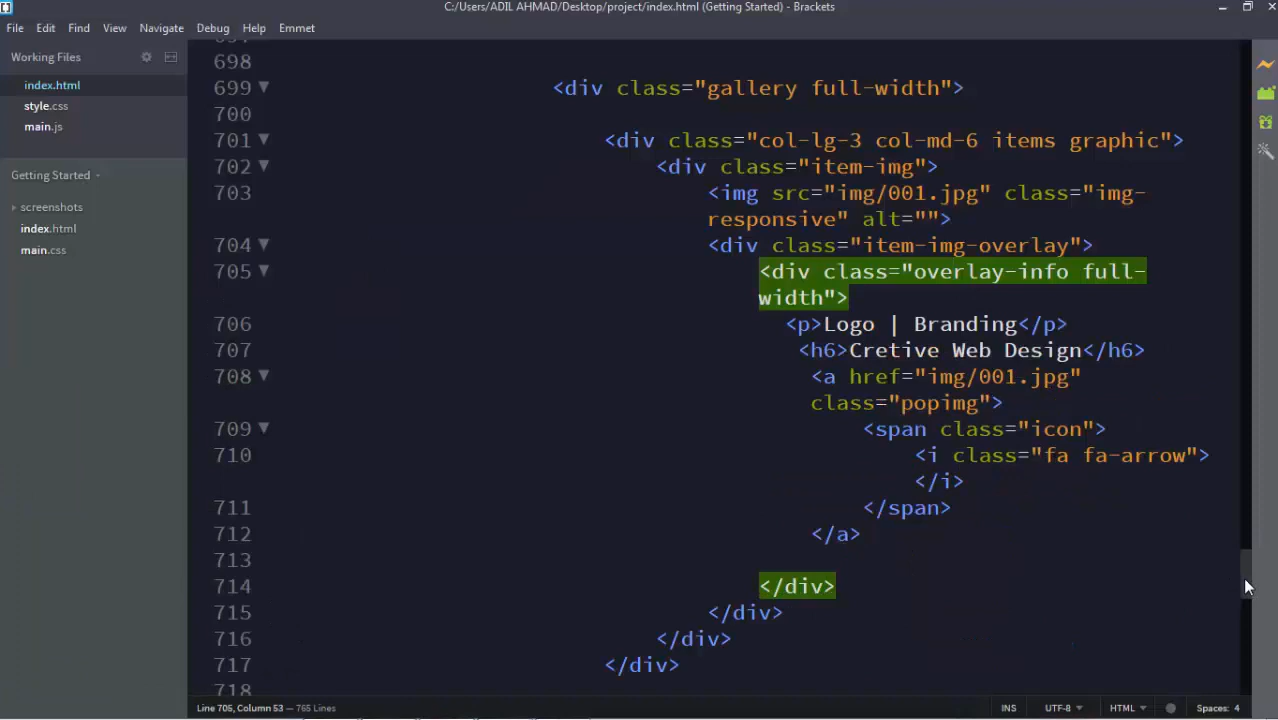 C:/Users/ADIL AHMAD/Desktop/project/index.html (Getting Started) - Brackets
File Edit Find View Navigate Debug Help Emmet
Working Files
index.html
style.css
main.js
Getting Started
screenshots
index.html
main.css
698
699 <div class="gallery full-width">
700
701 <div class="col-lg-3 col-md-6 items graphic">
702 <div class="item-img">
703 <img src="img/001.jpg" class="img-
responsive" alt="">
704 <div class="item-img-overlay">
705 <div class="overlay-info full-
width">
706 <p>Logo | Branding</p>
707 <h6>Cretive Web Design</h6>
708 <a href="img/001.jpg"
class="popimg">
709 <span class="icon">
710 <i class="fa fa-arrow">
</i>
711 </span>
712 </a>
713
714 </div>
715 </div>
716 </div>
717 </div>
718
Line 705, Column 53 — 765 Lines INS UTF-8 HTML Spaces: 4